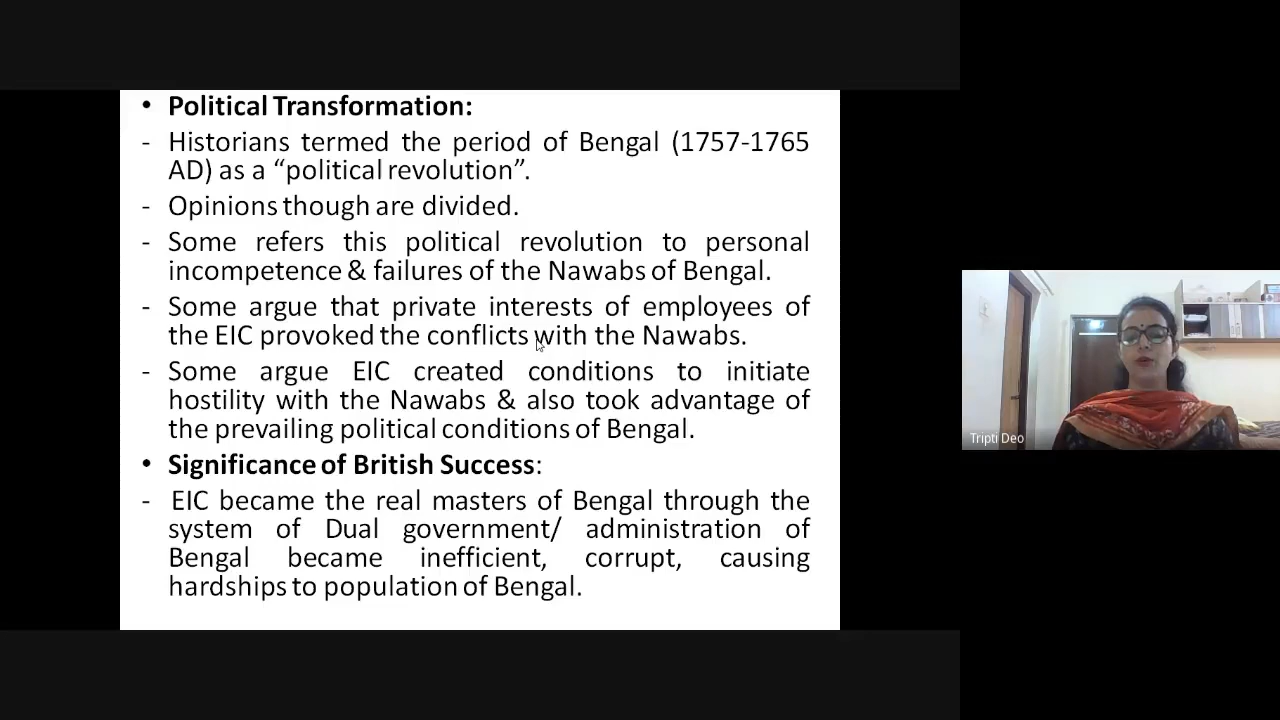 • Political Transformation:
- Historians termed the period of Bengal (1757-1765
AD) as a “political revolution”.
- Opinions though are divided.
- Some refers this political revolution to personal
incompetence & failures of the Nawabs of Bengal.
- Some argue that private interests of employees of
the EIC provoked the conflicts with the Nawabs.
- Some argue EIC created conditions to initiate
hostility with the Nawabs & also took advantage of
the prevailing political conditions of Bengal.
• Significance of British Success:
- EIC became the real masters of Bengal through the
system of Dual government/ administration of
Bengal became inefficient, corrupt, causing
hardships to population of Bengal.
Tripti Deo